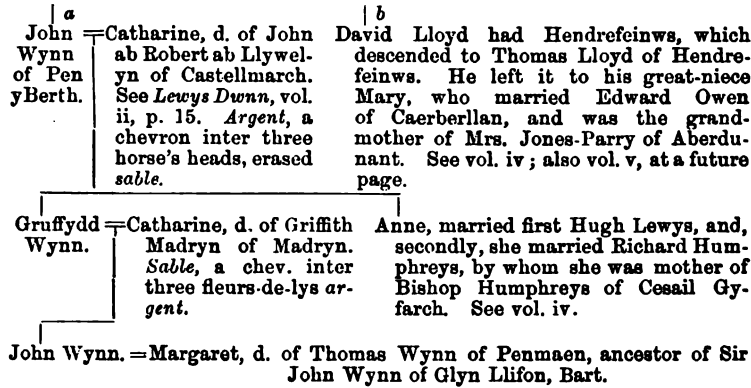 a b
John Catharine, d. of John David Lloyd had Hendrefeinws, which
Wynn ab Robert ab Llywel- descended to Thomas Lloyd of Hendre-
of Pen yn of Castellmarch. feinws. He left it to his great-niece
yBerth. See Lewys Dwnn, vol. Mary, who married Edward Owen
ii, p. 15. Argent, a of Caerberllan, and was the grand-
chevron inter three mother of Mrs. Jones-Parry of Aberdu-
horse's heads, erased nant. See vol. iv; also vol. v, at a future
sable. page.
Gruffydd Catharine, d. of Griffith Anne, married first Hugh Lewys, and,
Wynn. Madryn of Madryn. secondly, she married Richard Hum-
Sable, a chev. inter phreys, by whom she was mother of
three fleurs-de-lys ar- Bishop Humphreys of Cesail Gy-
gent. farch. See vol. iv.
John Wynn. = Margaret, d. of Thomas Wynn of Penmaen, ancestor of Sir
John Wynn of Glyn Llifon, Bart.